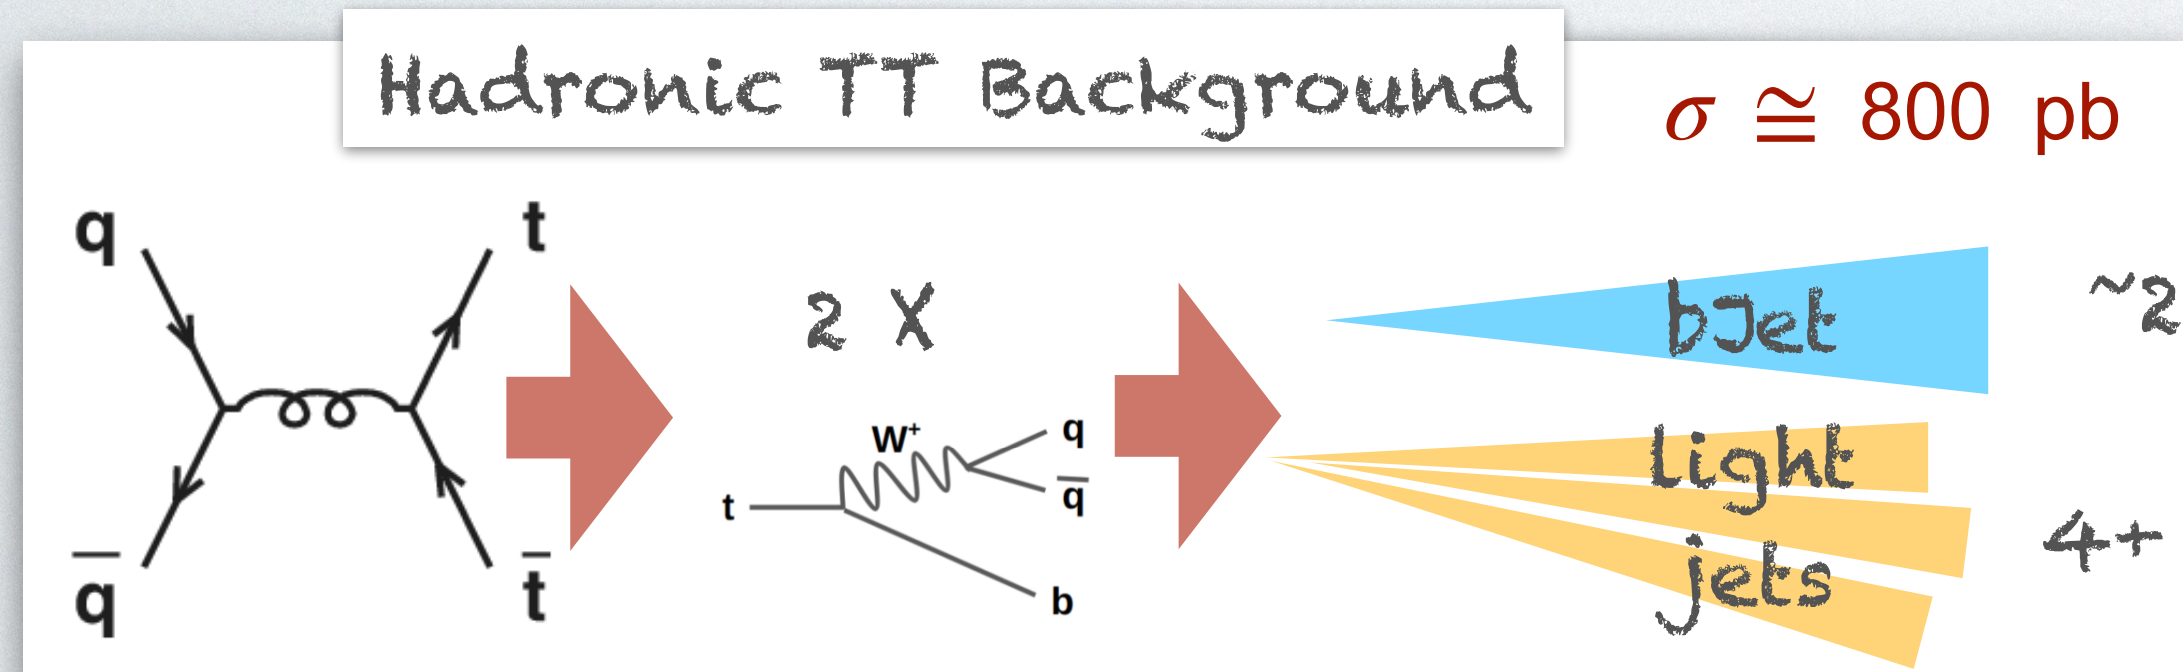 Hadronic TT Background
σ ≅ 800 pb
q
t
q̅
t̅
2 X
W⁺
t
q
q̅
b
bJet
~2
light
jets
4+